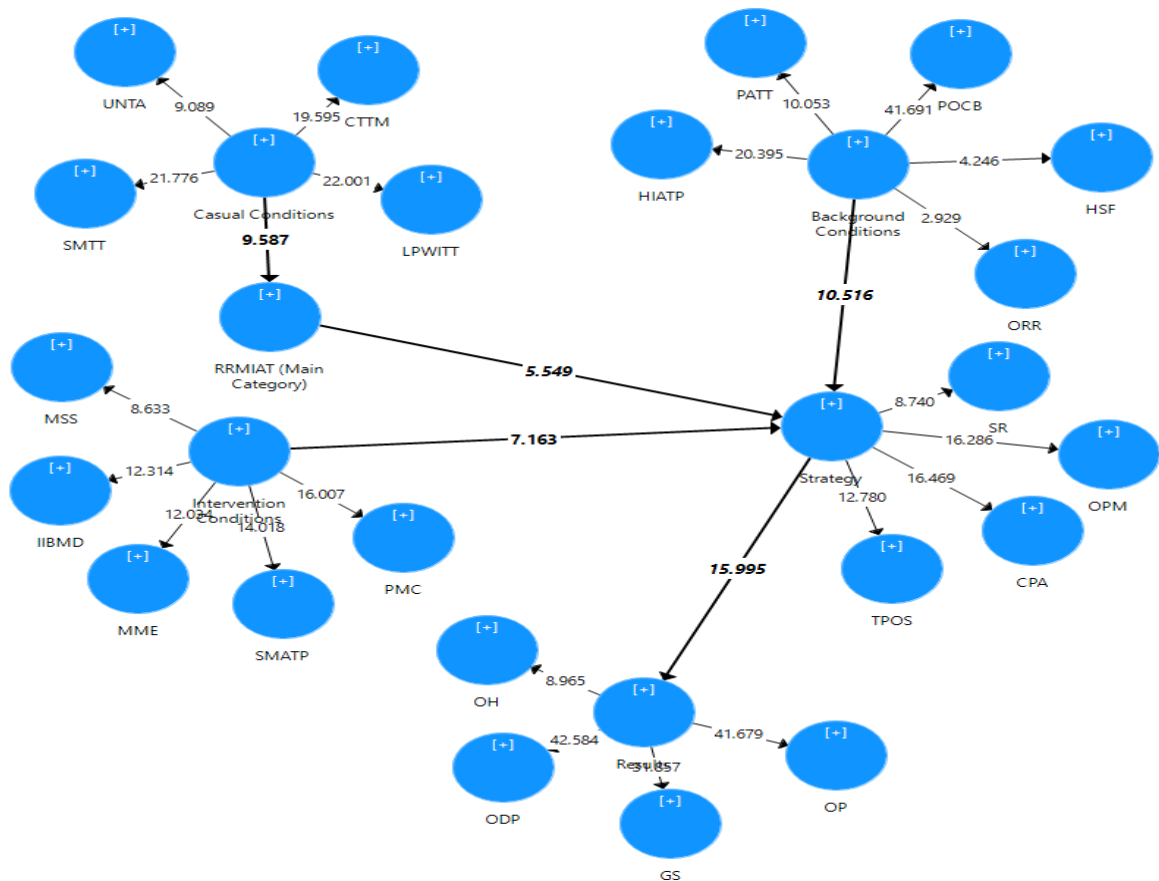 [+]
UNTA
[+]
CTTM
9.089
19.595
[+]
Casual Conditions
[+]
SMTT
21.776
22.001
[+]
LPWITT
9.587
[+]
RRMIAT (Main
Category)
[+]
PATT
[+]
POCB
10.053
41.691
[+]
HIATP
20.395
[+]
Background
Conditions
4.246
[+]
HSF
2.929
[+]
ORR
10.516
5.549
7.163
[+]
MSS
8.633
[+]
Intervention
Conditions
[+]
IIBMD
12.314
12.034
14.018
16.007
[+]
MME
[+]
SMATP
[+]
PMC
[+]
Strategy
8.740
[+]
SR
16.286
[+]
OPM
16.469
[+]
CPA
12.780
[+]
TPOS
15.995
[+]
OH
8.965
[+]
Results
42.584
[+]
ODP
41.679
[+]
OP
[+]
GS